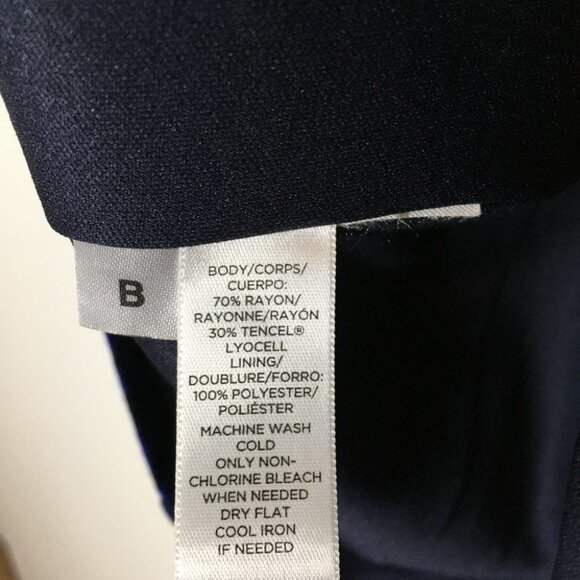 B
BODY/CORPS/
CUERPO:
70% RAYON/
RAYONNE/RAYÓN
30% TENCEL®
LYOCELL
LINING/
DOUBLURE/FORRO:
100% POLYESTER/
POLIÉSTER
MACHINE WASH
COLD
ONLY NON-
CHLORINE BLEACH
WHEN NEEDED
DRY FLAT
COOL IRON
IF NEEDED